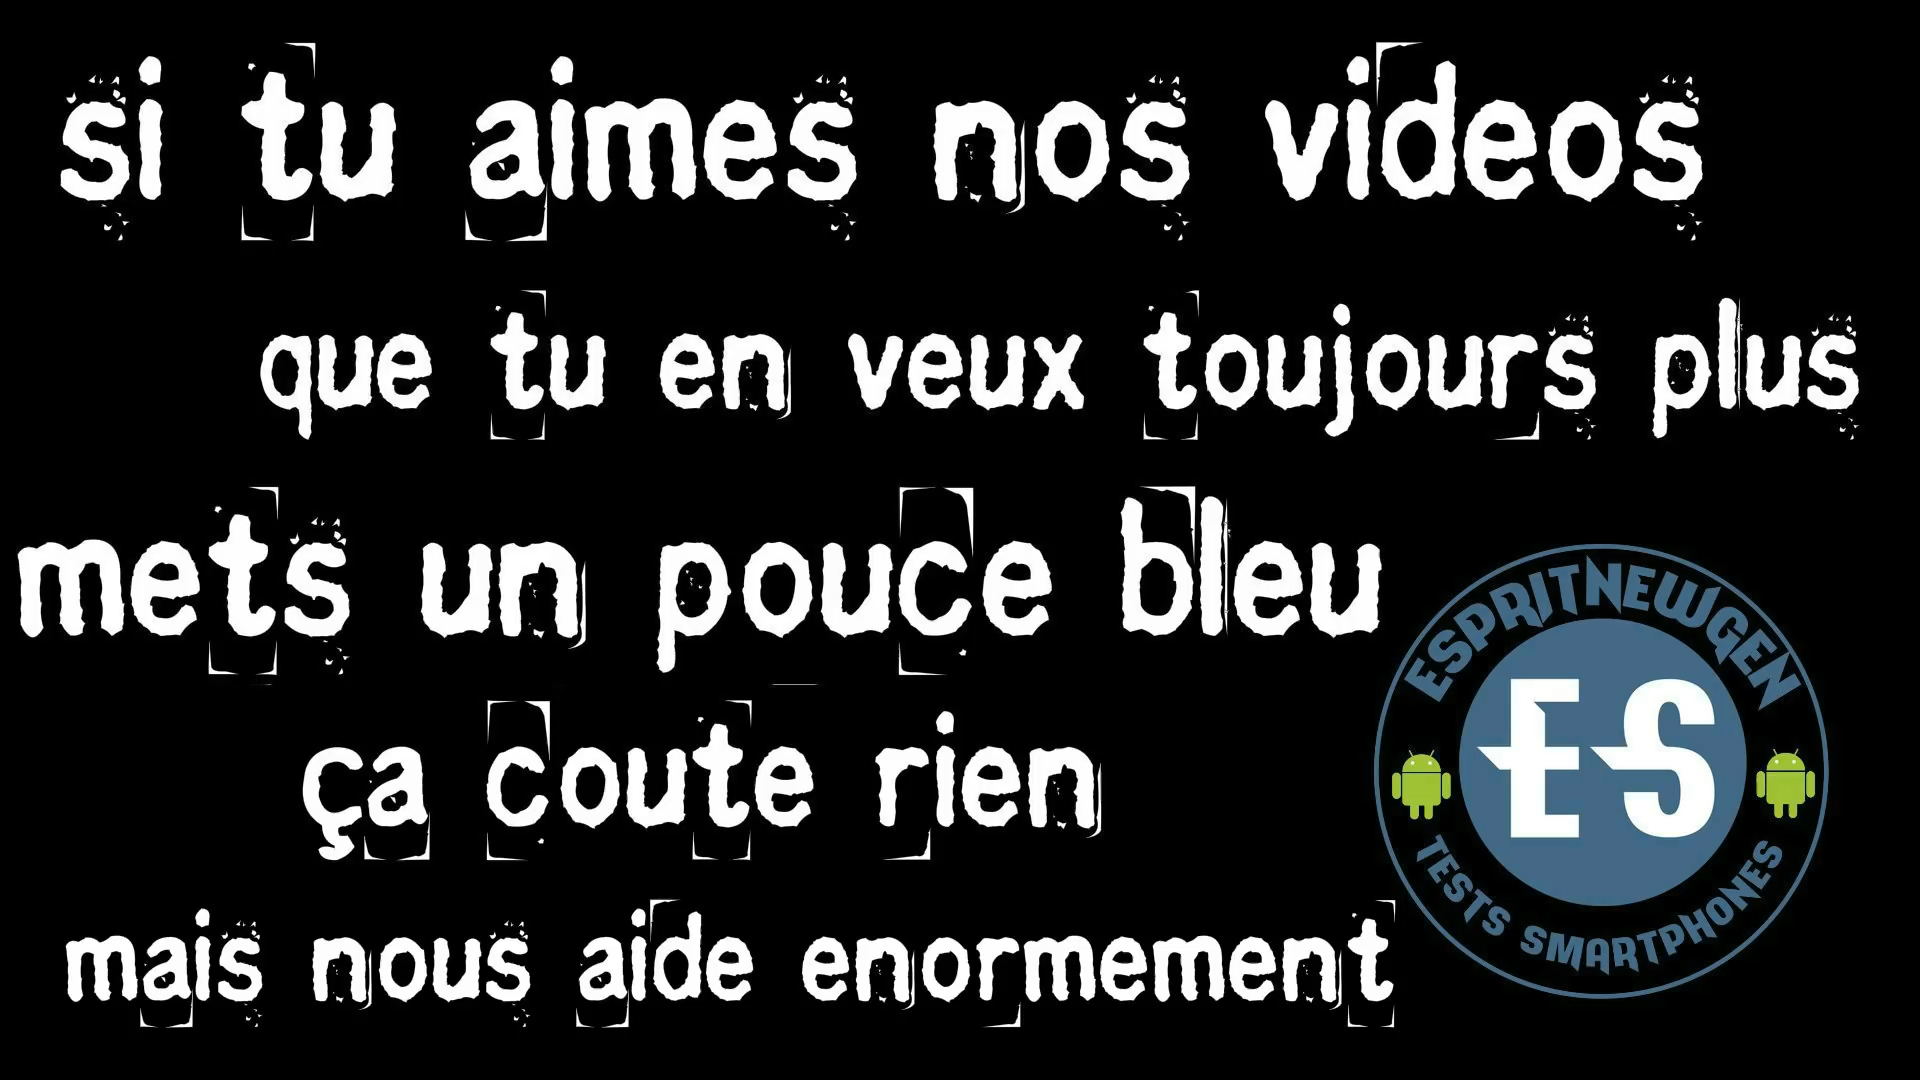 si tu aimes nos videos
que tu en veux toujours plus
mets un pouce bleu
ça coute rien
mais nous aide enormement
ESPRITNEWGEN
ES
TESTS SMARTPHONES